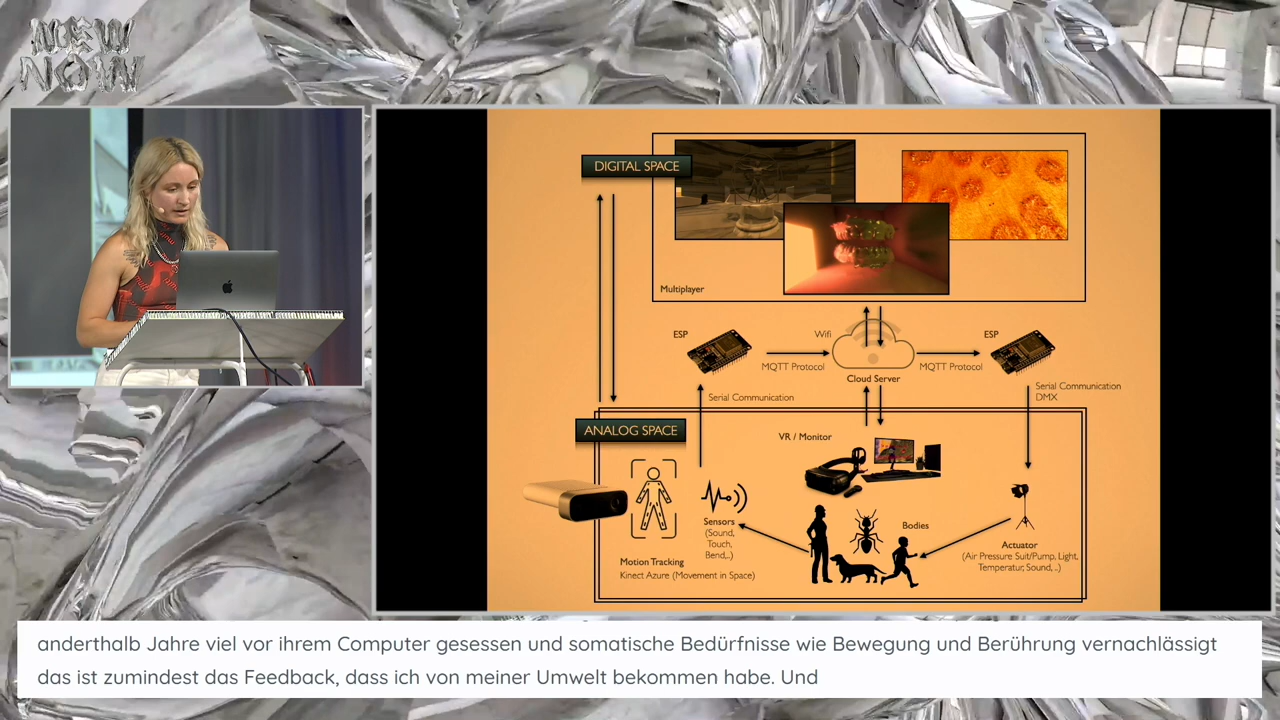 NEW
NOW
DIGITAL SPACE
Multiplayer
ESP
Wifi
ESP
MQTT Protocol
MQTT Protocol
Cloud Server
Serial Communication
Serial Communication
DMX
ANALOG SPACE
VR / Monitor
Sensors
(Sound,
Touch,
Bend,..)
Bodies
Actuator
(Air Pressure Suit/Pump, Light,
Temperatur, Sound, ..)
Motion Tracking
Kinect Azure (Movement in Space)
anderthalb Jahre viel vor ihrem Computer gesessen und somatische Bedürfnisse wie Bewegung und Berührung vernachlässigt
das ist zumindest das Feedback, dass ich von meiner Umwelt bekommen habe. Und